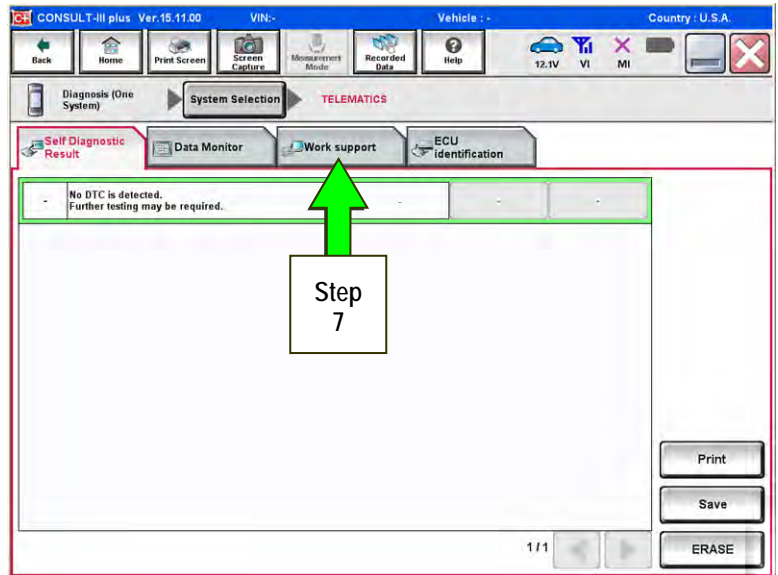 C+ CONSULT-III plus Ver.15.11.00 VIN:- Vehicle : - Country : U.S.A.
Back
Home
Print Screen
Screen
Capture
Measurement
Mode
Recorded
Data
Help
12.1V
VI
MI
Diagnosis (One
System)
System Selection
TELEMATICS
Self Diagnostic
Result
Data Monitor
Work support
ECU
identification
-
No DTC is detected.
Further testing may be required.
-
-
-
Step
7
Print
Save
1/1
ERASE